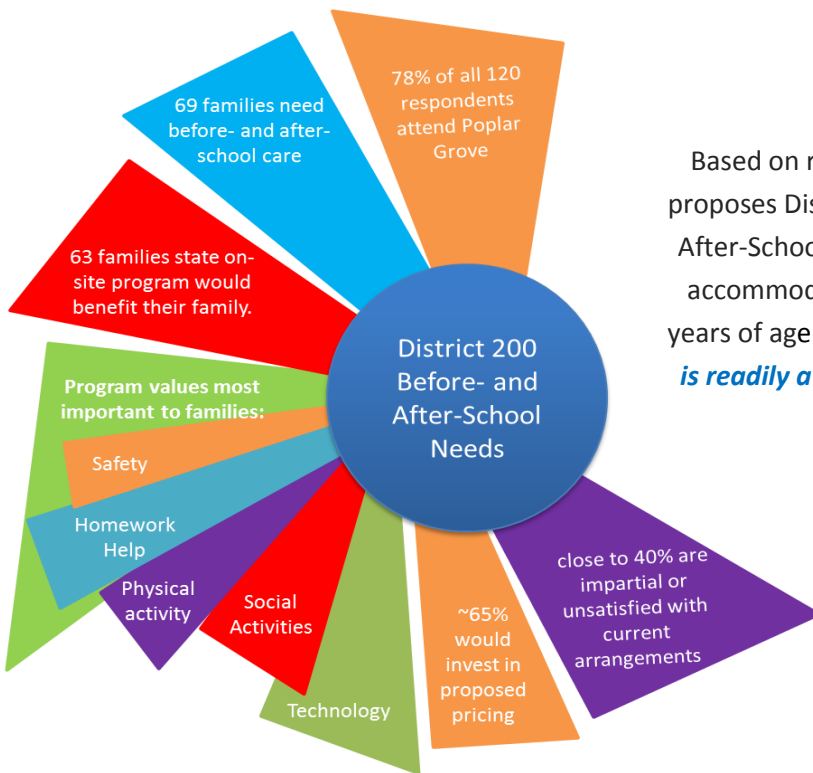 78% of all 120
respondents
attend Poplar
Grove
69 families need
before- and after-
school care
63 families state on-
site program would
benefit their family.
Program values most
important to families:
Safety
Homework
Help
Physical
activity
Social
Activities
Technology
~65%
would
invest in
proposed
pricing
close to 40% are
impartial or
unsatisfied with
current
arrangements
District 200
Before- and
After-School
Needs
Based on
proposes
After-School
years of age
is readily